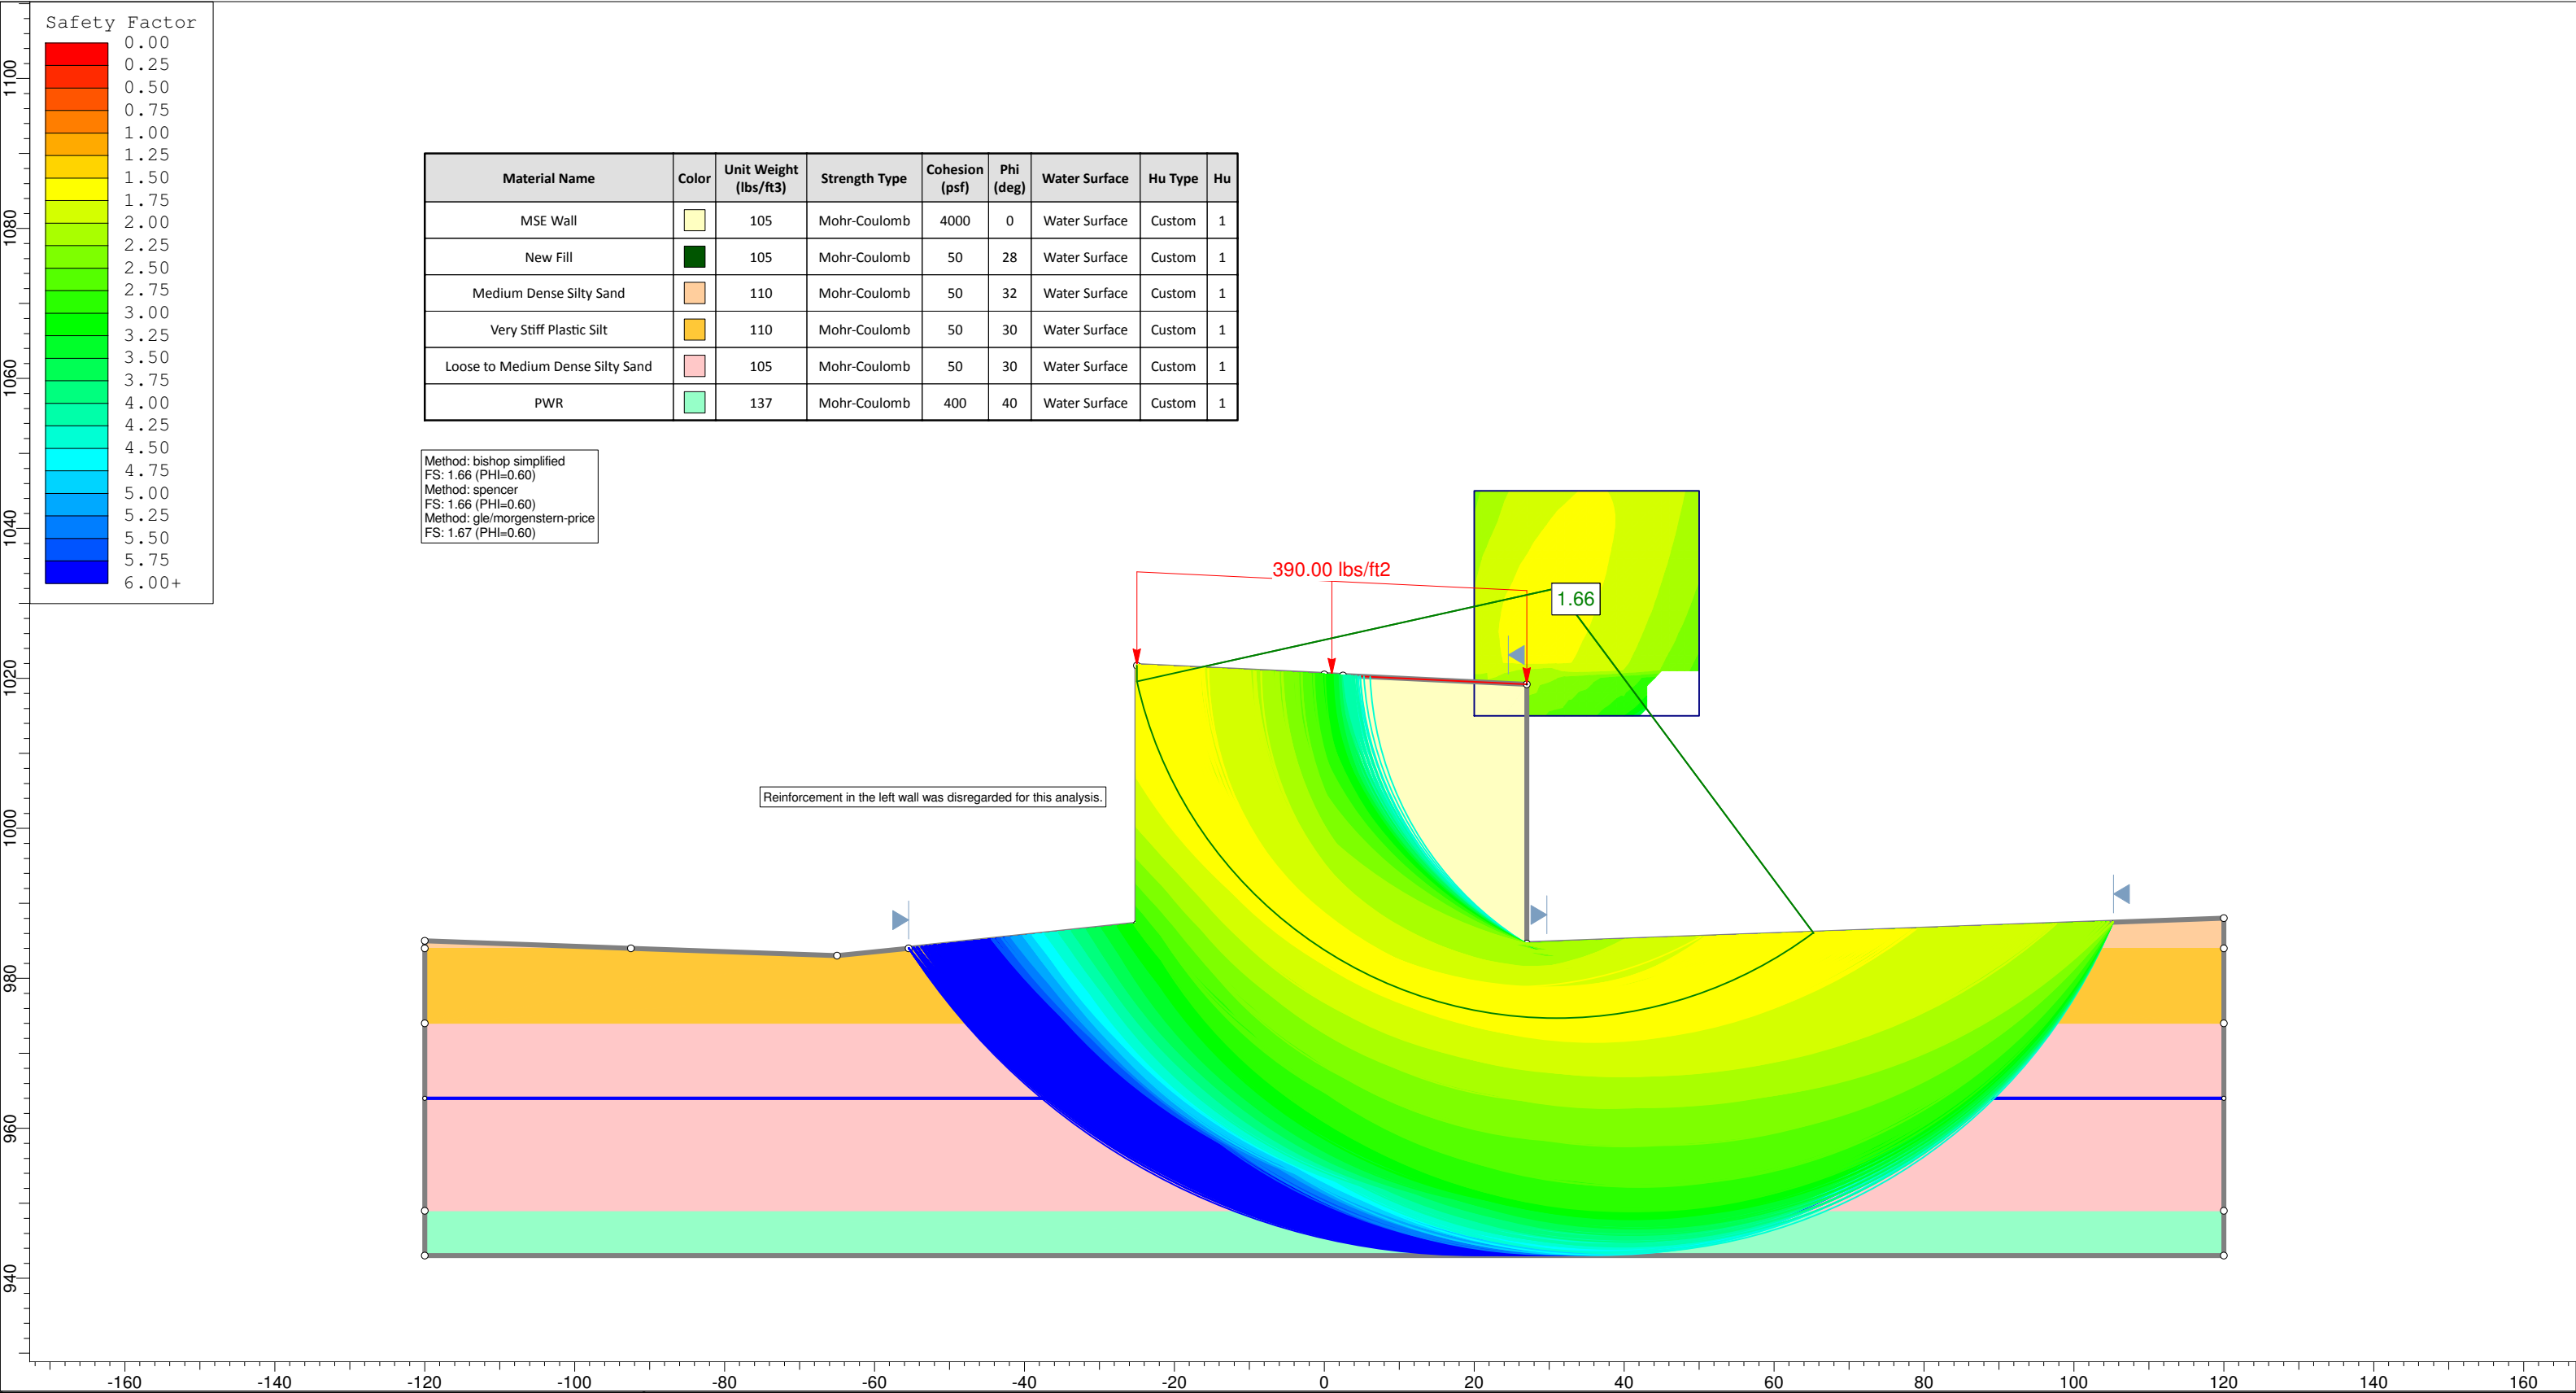 Safety Factor
0.00
0.25
0.50
0.75
1.00
1.25
1.50
1.75
2.00
2.25
2.50
2.75
3.00
3.25
3.50
3.75
4.00
4.25
4.50
4.75
5.00
5.25
5.50
5.75
6.00+
Material Name Color Unit Weight (lbs/ft3) Strength Type Cohesion (psf) Phi (deg) Water Surface Hu Type Hu
MSE Wall 105 Mohr-Coulomb 4000 0 Water Surface Custom 1
New Fill 105 Mohr-Coulomb 50 28 Water Surface Custom 1
Medium Dense Silty Sand 110 Mohr-Coulomb 50 32 Water Surface Custom 1
Very Stiff Plastic Silt 110 Mohr-Coulomb 50 30 Water Surface Custom 1
Loose to Medium Dense Silty Sand 105 Mohr-Coulomb 50 30 Water Surface Custom 1
PWR 137 Mohr-Coulomb 400 40 Water Surface Custom 1
Method: bishop simplified
FS: 1.66 (PHI=0.60)
Method: spencer
FS: 1.66 (PHI=0.60)
Method: gle/morgenstern-price
FS: 1.67 (PHI=0.60)
390.00 lbs/ft2
1.66
Reinforcement in the left wall was disregarded for this analysis.
1100
1080
1060
1040
1020
1000
980
960
940
-160 -140 -120 -100 -80 -60 -40 -20 0 20 40 60 80 100 120 140 160